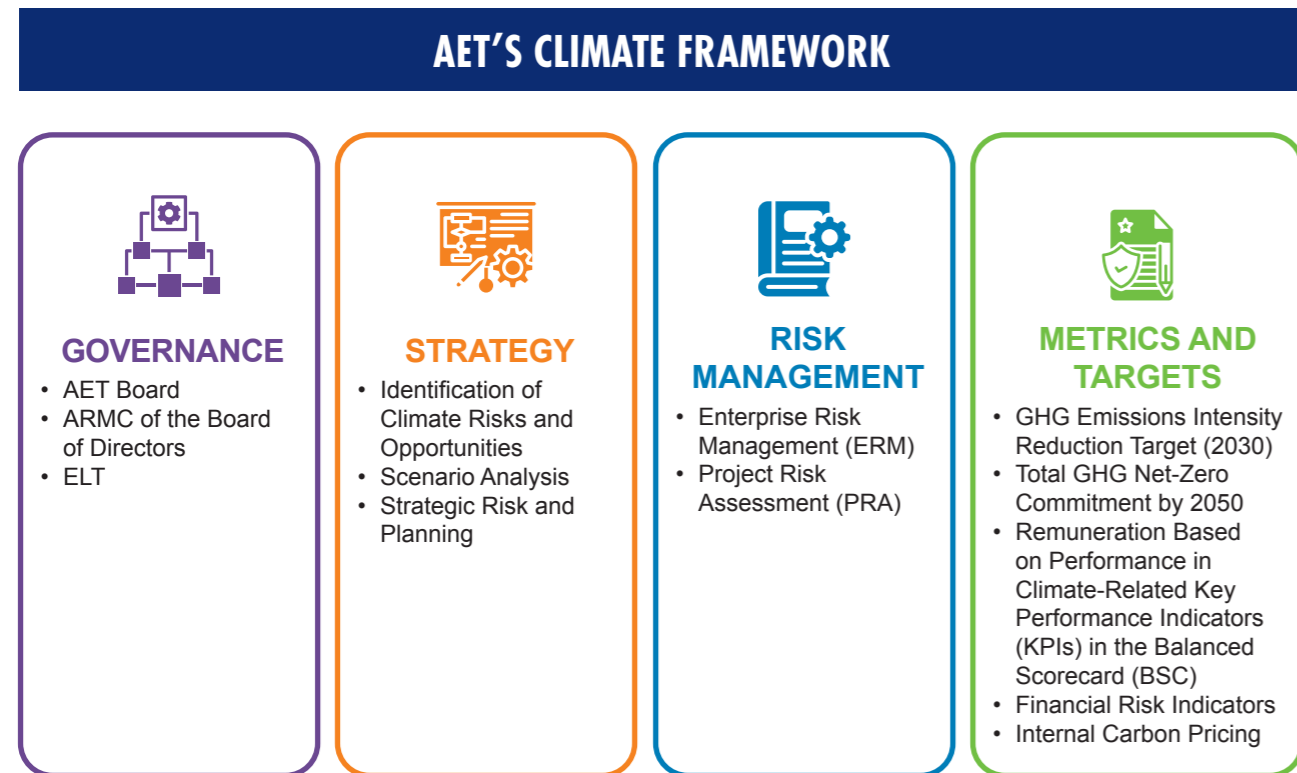 AET'S CLIMATE FRAMEWORK
GOVERNANCE
• AET Board
• ARMC of the Board
of Directors
• ELT
STRATEGY
• Identification of
Climate Risks and
Opportunities
• Scenario Analysis
• Strategic Risk and
Planning
RISK
MANAGEMENT
• Enterprise Risk
Management (ERM)
• Project Risk
Assessment (PRA)
METRICS AND
TARGETS
• GHG Emissions Intensity
Reduction Target (2030)
• Total GHG Net-Zero
Commitment by 2050
• Remuneration Based
on Performance in
Climate-Related Key
Performance Indicators
(KPIs) in the Balanced
Scorecard (BSC)
• Financial Risk Indicators
• Internal Carbon Pricing